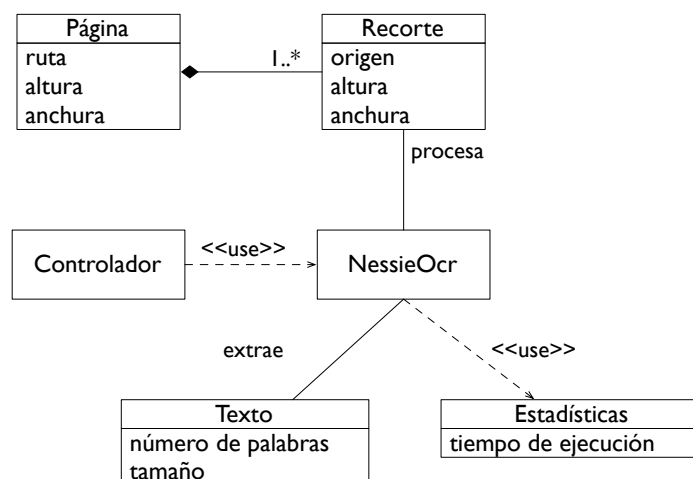 Página
ruta
altura
anchura
1..*
Recorte
origen
altura
anchura
procesa
Controlador
<<use>>
NessieOcr
extrae
<<use>>
Texto
número de palabras
tamaño
Estadísticas
tiempo de ejecución